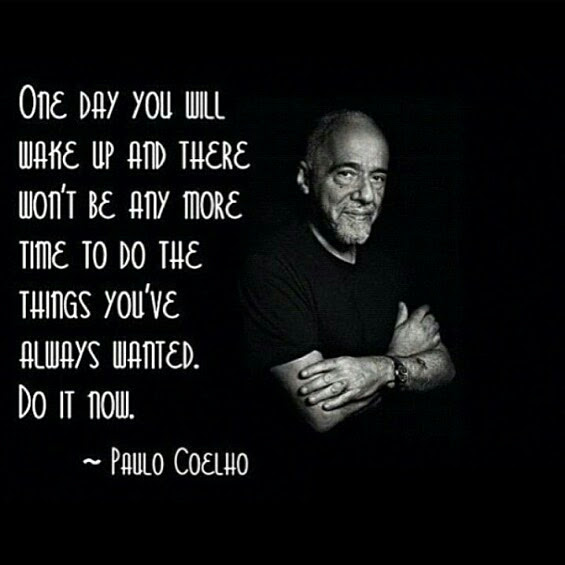 One day you will
wake up and there
won't be any more
time to do the
things you've
always wanted.
Do it now.
~ Paulo Coelho